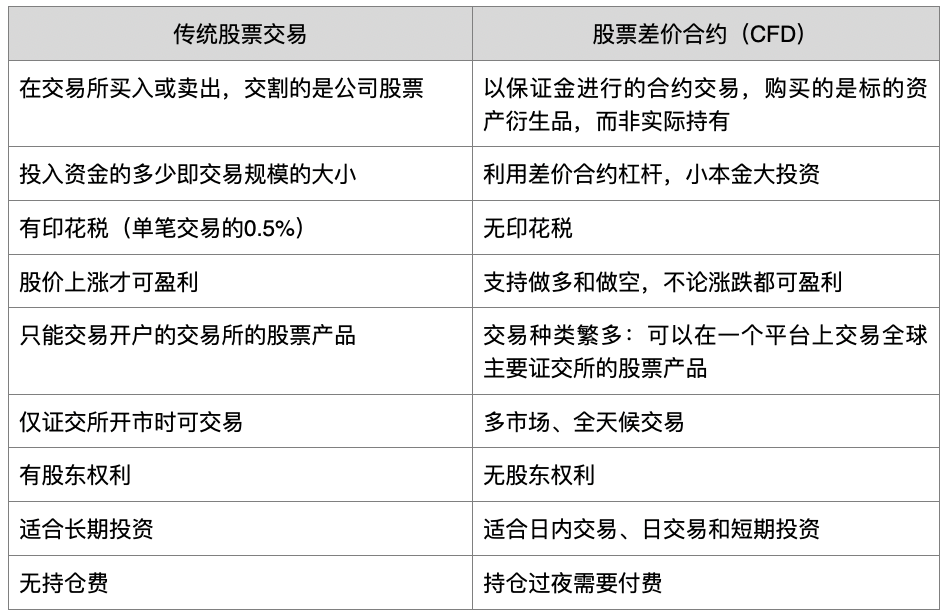 传统股票交易
股票差价合约（CFD）
在交易所买入或卖出，交割的是公司股票
以保证金进行的合约交易，购买的是标的资
产衍生品，而非实际持有
投入资金的多少即交易规模的大小
利用差价合约杠杆，小本金大投资
有印花税（单笔交易的0.5%）
无印花税
股价上涨才可盈利
支持做多和做空，不论涨跌都可盈利
只能交易开户的交易所的股票产品
交易种类繁多：可以在一个平台上交易全球
主要证交所的股票产品
仅证交所开市时可交易
多市场、全天候交易
有股东权利
无股东权利
适合长期投资
适合日内交易、日交易和短期投资
无持仓费
持仓过夜需要付费